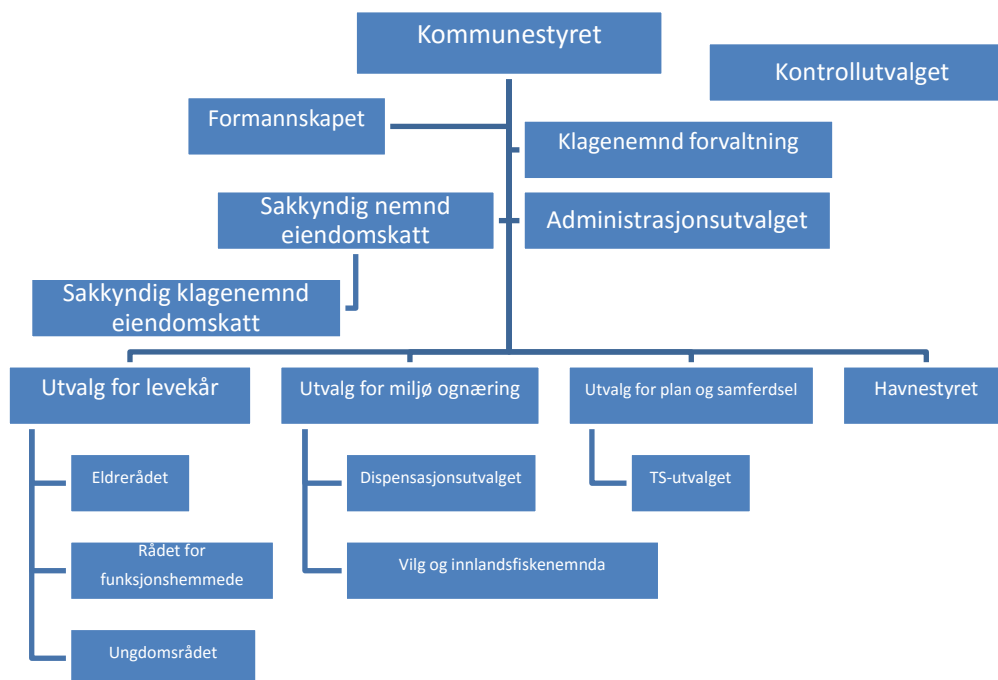 Kommunestyret
Kontrollutvalget
Formannskapet
Klagenemnd forvaltning
Sakkyndig nemnd
eiendomskatt
Administrasjonsutvalget
Sakkyndig klagenemnd
eiendomskatt
Utvalg for levekår
Utvalg for miljø ognæring
Utvalg for plan og samferdsel
Havnestyret
Eldrerådet
Dispensasjonsutvalget
TS-utvalget
Rådet for
funksjonshemmede
Vilg og innlandsfiskenemnda
Ungdomsrådet